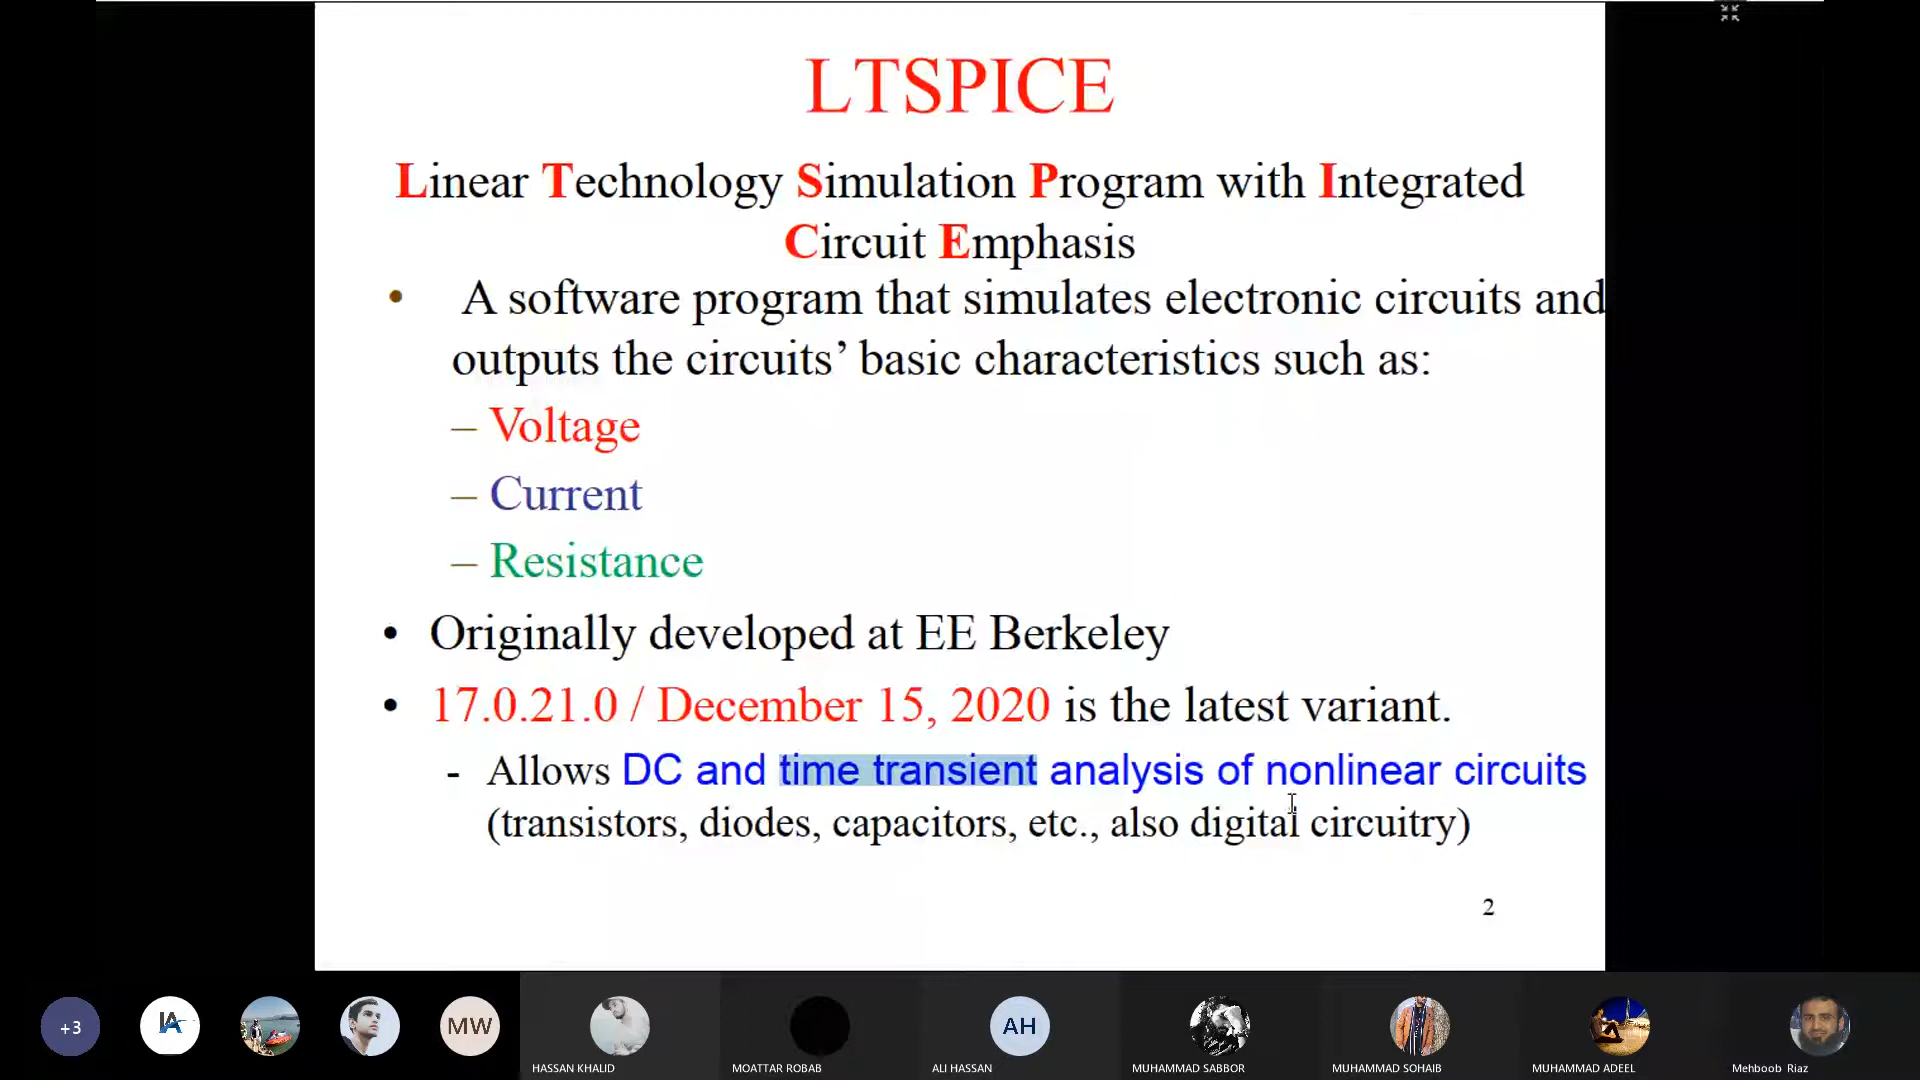 LTSPICE
Linear Technology Simulation Program with Integrated
Circuit Emphasis
• A software program that simulates electronic circuits and
outputs the circuits’ basic characteristics such as:
– Voltage
– Current
– Resistance
• Originally developed at EE Berkeley
• 17.0.21.0 / December 15, 2020 is the latest variant.
- Allows DC and time transient analysis of nonlinear circuits
(transistors, diodes, capacitors, etc., also digital circuitry)
2
+3
IA
MW
AH
HASSAN KHALID
MOATTAR ROBAB
ALI HASSAN
MUHAMMAD SABBOR
MUHAMMAD SOHAIB
MUHAMMAD ADEEL
Mehboob Riaz